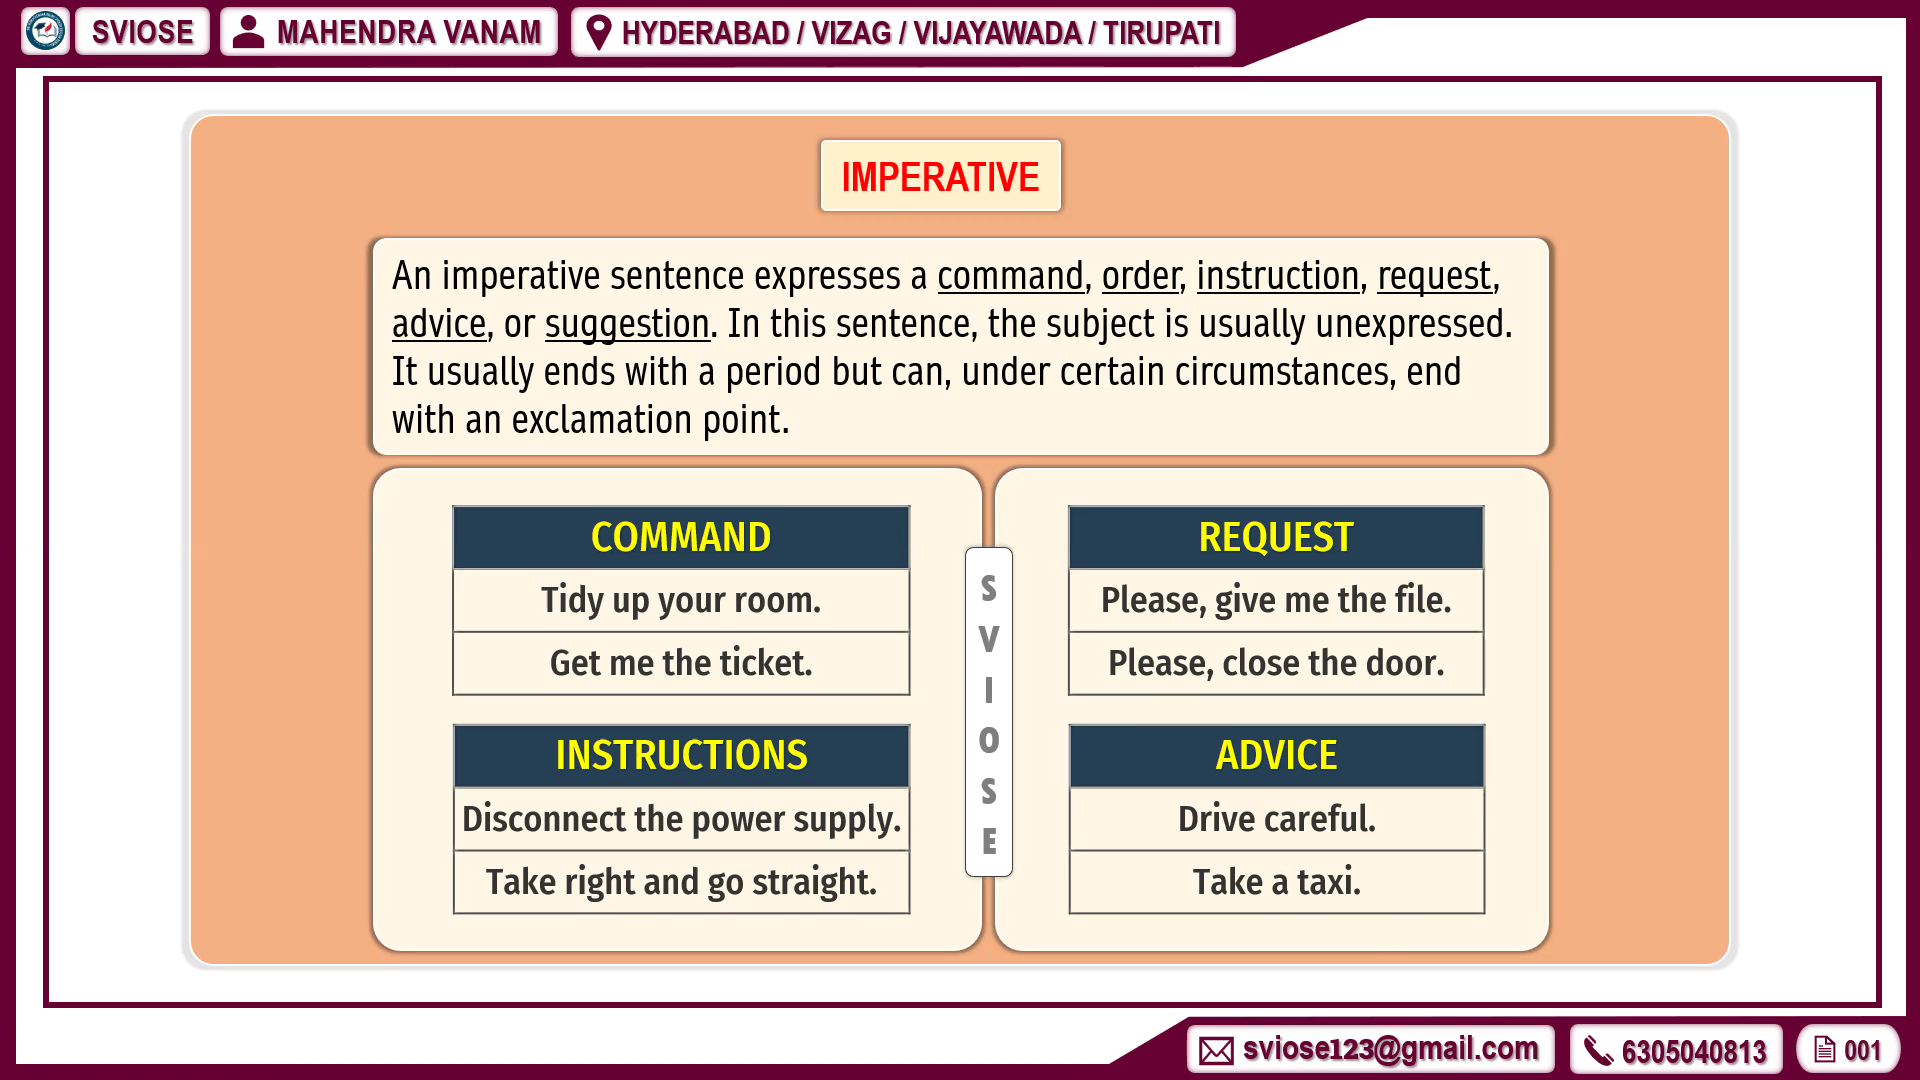 SVIOSE
MAHENDRA VANAM
HYDERABAD / VIZAG / VIJAYAWADA / TIRUPATI
IMPERATIVE
An imperative sentence expresses a command, order, instruction, request,
advice, or suggestion. In this sentence, the subject is usually unexpressed.
It usually ends with a period but can, under certain circumstances, end
with an exclamation point.
COMMAND
Tidy up your room.
Get me the ticket.
INSTRUCTIONS
Disconnect the power supply.
Take right and go straight.
S
V
I
O
S
E
REQUEST
Please, give me the file.
Please, close the door.
ADVICE
Drive careful.
Take a taxi.
sviose123@gmail.com
6305040813
001